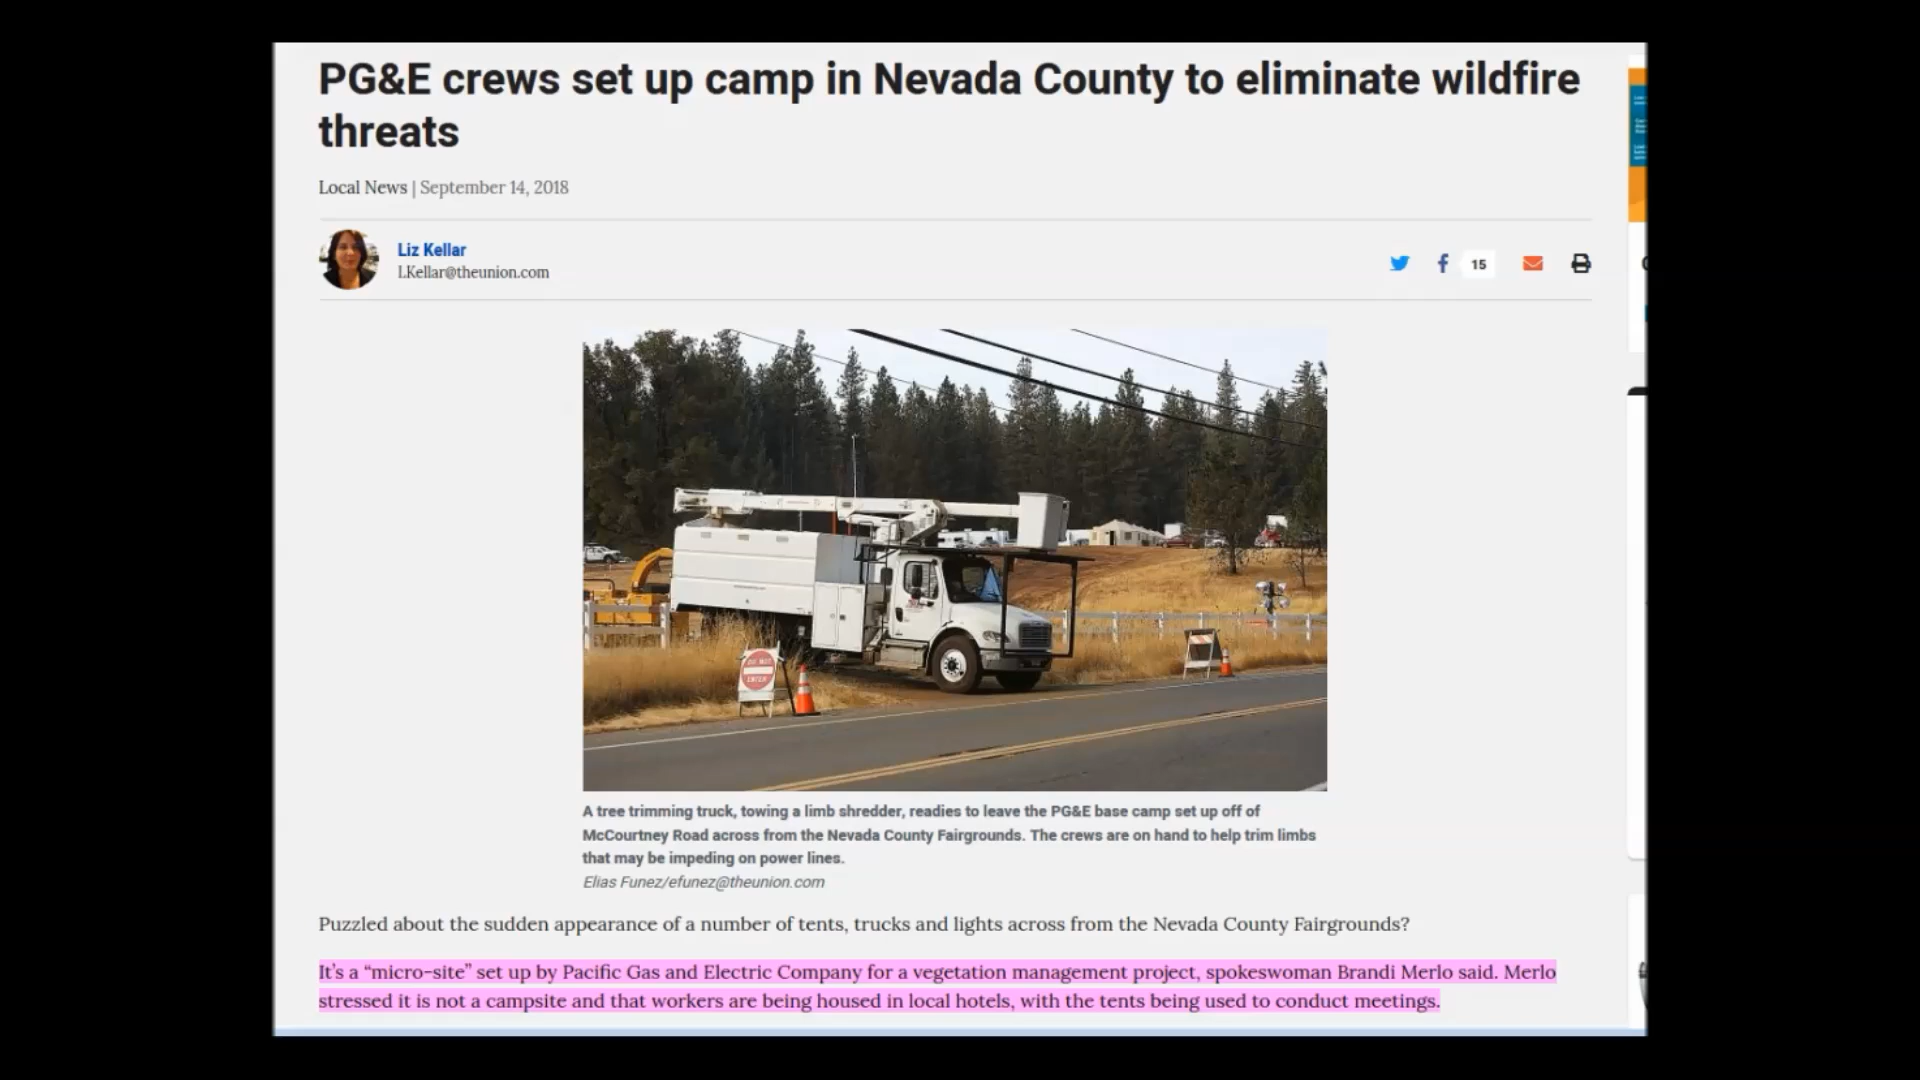 PG&E crews set up camp in Nevada County to eliminate wildfire
threats
Local News | September 14, 2018
Liz Kellar
LKellar@theunion.com
15
DO NOT
ENTER
A tree trimming truck, towing a limb shredder, readies to leave the PG&E base camp set up off of
McCourtney Road across from the Nevada County Fairgrounds. The crews are on hand to help trim limbs
that may be impeding on power lines.
Elias Funez/efunez@theunion.com
Puzzled about the sudden appearance of a number of tents, trucks and lights across from the Nevada County Fairgrounds?
It’s a “micro-site” set up by Pacific Gas and Electric Company for a vegetation management project, spokeswoman Brandi Merlo said. Merlo
stressed it is not a campsite and that workers are being housed in local hotels, with the tents being used to conduct meetings.